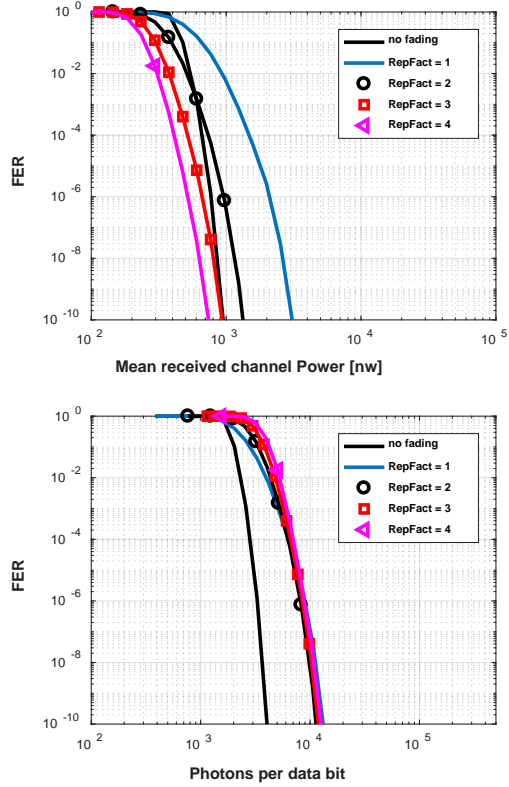 10 0
10 -2
10 -4
10 -6
10 -8
10 -10
FER
no fading
RepFact = 1
RepFact = 2
RepFact = 3
RepFact = 4
10 2
10 3
10 4
10 5
Mean received channel Power [nw]
10 0
10 -2
10 -4
10 -6
10 -8
10 -10
FER
no fading
RepFact = 1
RepFact = 2
RepFact = 3
RepFact = 4
10 2
10 3
10 4
10 5
Photons per data bit